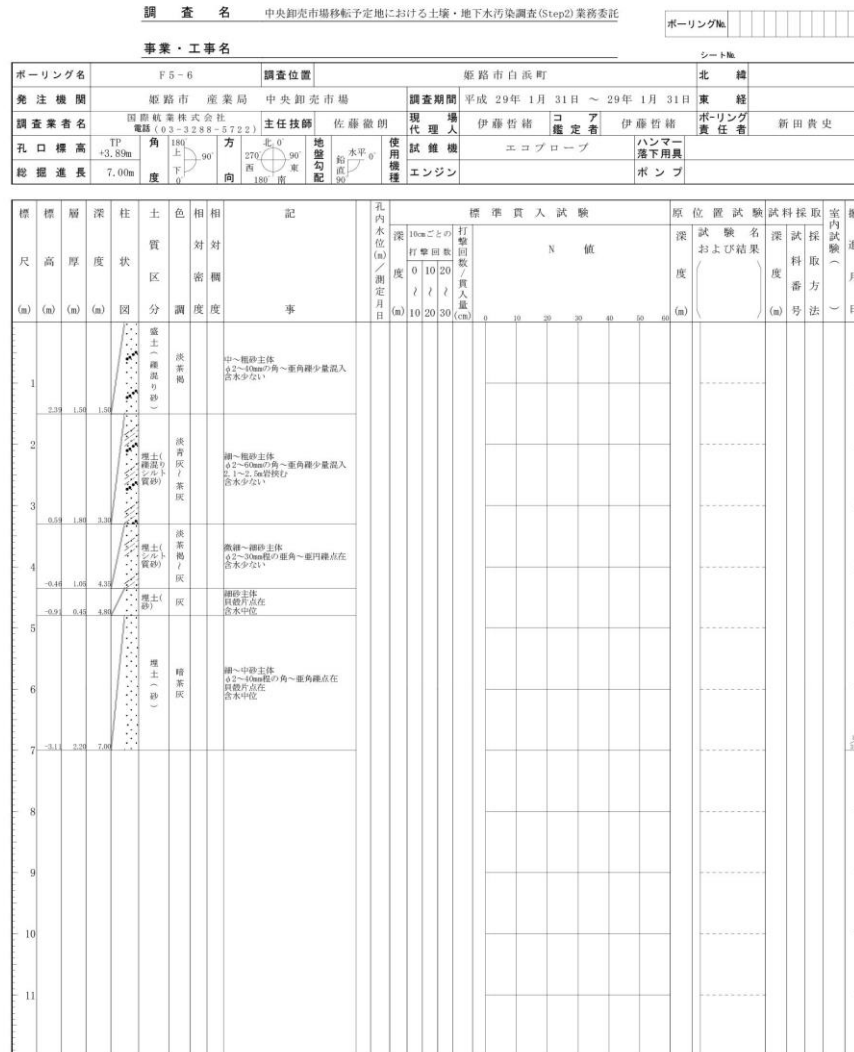 調査名 中央卸売市場移転予定地における土壌・地下水汚染調査(Step2)業務委託
ボーリング№
事業・工事名
シート№
ボーリング名 F5-6 調査位置 姫路市白浜町 北緯
発注機関 姫路市 産業局 中央卸売市場 調査期間 平成 29年 1月 31日 ～ 29年 1月 31日 東経
調査業者名 国際航業株式会社 電話(03-3288-5722) 主任技師 佐藤徹朗 現場代理人 伊藤哲緒 コア鑑定者 伊藤哲緒 ボーリング責任者 新田貴史
孔口標高 TP +3.89m 角度 180° 上 下 0° 90° 方向 北 0° 270° 西 90° 東 180° 南 地盤勾配 水平 0° 鉛直 90° 使用機種 試錐機 エコプローブ ハンマー落下用具
総掘進長 7.00m エンジン ポンプ
標尺(m) 標高(m) 層厚(m) 深度(m) 柱状図 土質区分 色調 相対密度 相対稠度 記事 孔内水位(m)/測定月日 標準貫入試験 原位置試験 試料採取 室内試験( )
深度(m) 10cmごとの打撃回数 打撃回数/貫入量(cm) N値 深度(m) 試験名および結果 深度(m) 試料番号 採取方法
0 10 20
～ ～ ～
10 20 30
0 10 20 30 40 50 60
盛土(礫混り砂) 淡茶褐 中～粗砂主体
φ2～40mmの角～亜角礫少量混入
含水少ない
1
2.39 1.50 1.50
2
埋土(礫混りシルト質砂) 淡青灰～茶灰 細～粗砂主体
φ2～60mmの角～亜角礫少量混入
2.1～2.5m岩挟む
含水少ない
3
0.59 1.80 3.30
埋土(シルト質砂) 淡茶褐～灰 微細～細砂主体
φ2～30mm程の亜角～亜円礫点在
含水少ない
4
-0.46 1.05 4.35
埋土(砂) 灰 細砂主体
貝殻片点在
含水中位
-0.91 0.45 4.80
5
埋土(砂) 暗茶灰 細～中砂主体
φ2～40mm程の角～亜角礫点在
貝殻片点在
含水中位
6
7
-3.11 2.20 7.00
8
9
10
11